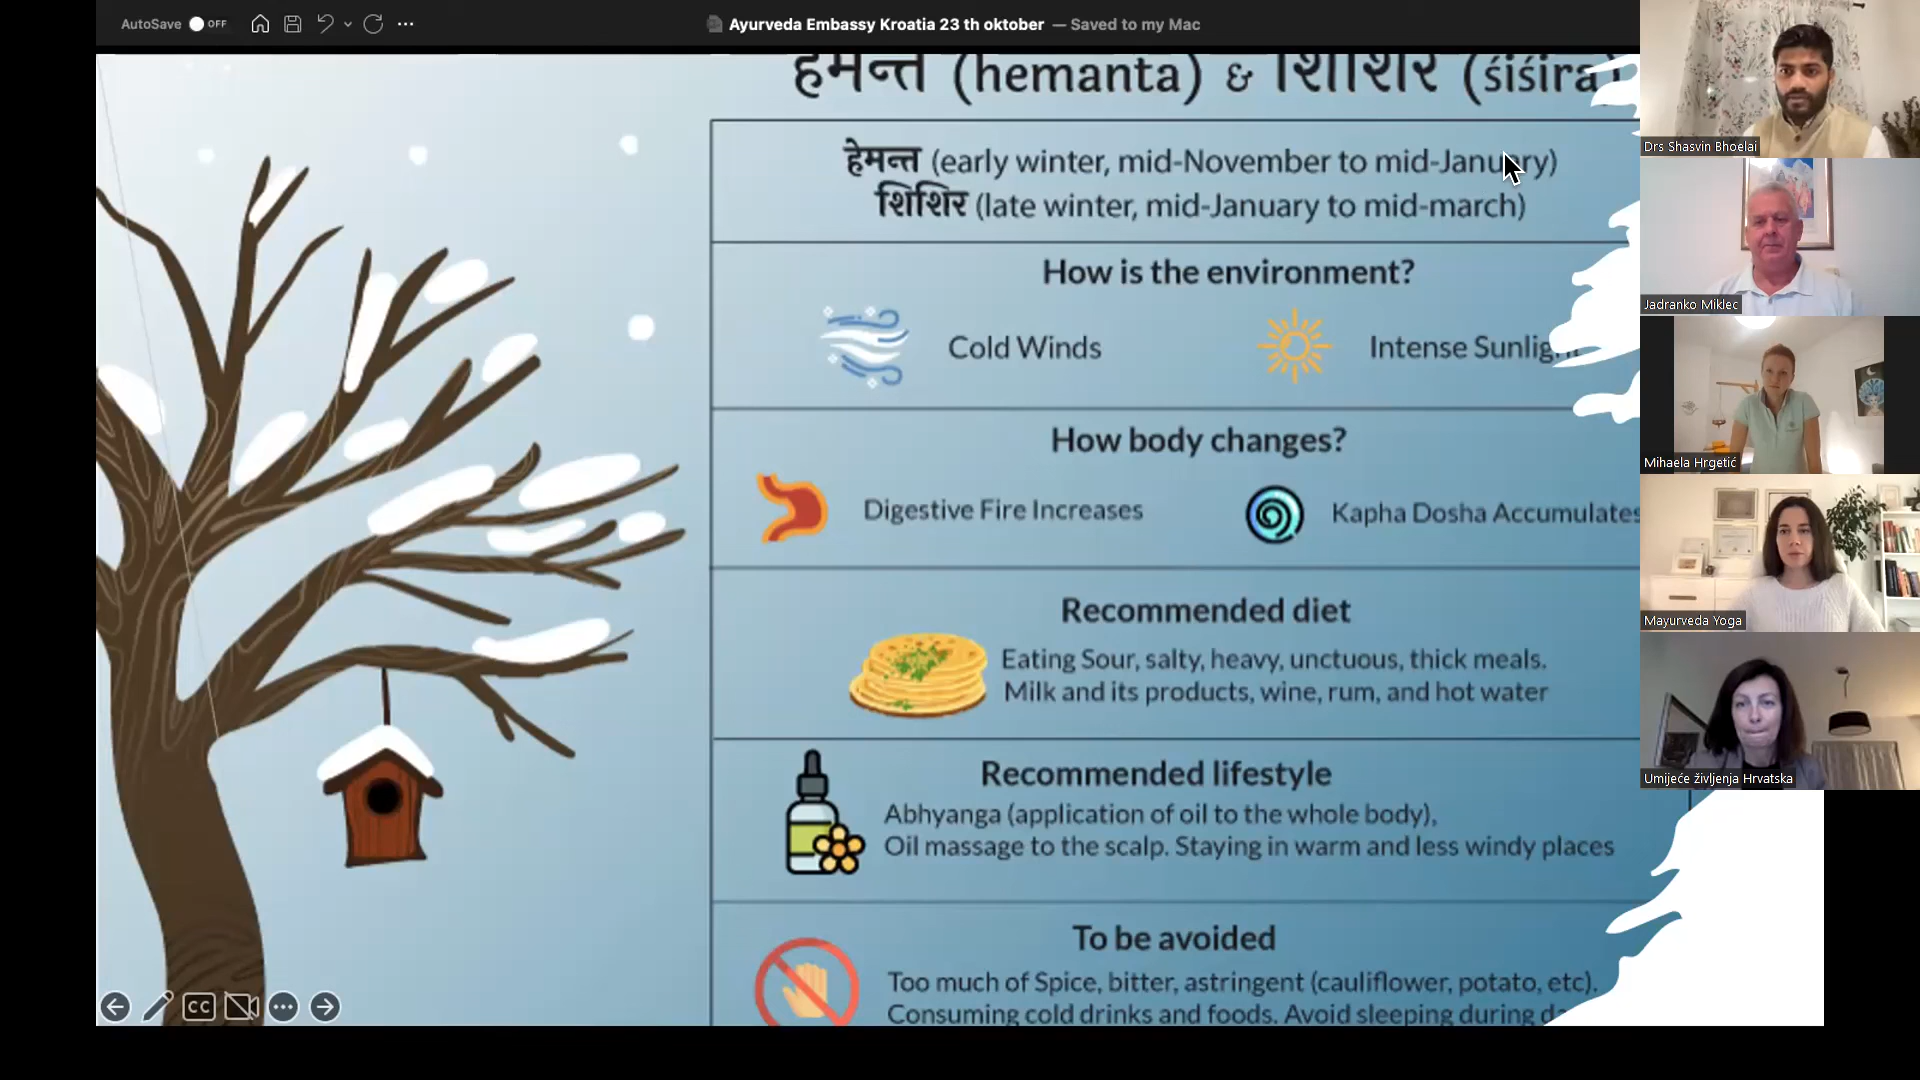 AutoSave OFF
Ayurveda Embassy Kroatia 23 th oktober — Saved to my Mac
हेमन्त (hemanta) & शिशिर (śiśira)
हेमन्त (early winter, mid-November to mid-January)
शिशिर (late winter, mid-January to mid-march)
How is the environment?
Cold Winds
Intense Sunlight
How body changes?
Digestive Fire Increases
Kapha Dosha Accumulates
Recommended diet
Eating Sour, salty, heavy, unctuous, thick meals.
Milk and its products, wine, rum, and hot water
Recommended lifestyle
Abhyanga (application of oil to the whole body),
Oil massage to the scalp. Staying in warm and less windy places
To be avoided
Too much of Spice, bitter, astringent (cauliflower, potato, etc).
Consuming cold drinks and foods. Avoid sleeping during
CC
Drs Shasvin Bhoelai
Jadranko Miklec
Mihaela Hrgetić
Mayurveda Yoga
Umijeće življenja Hrvatska